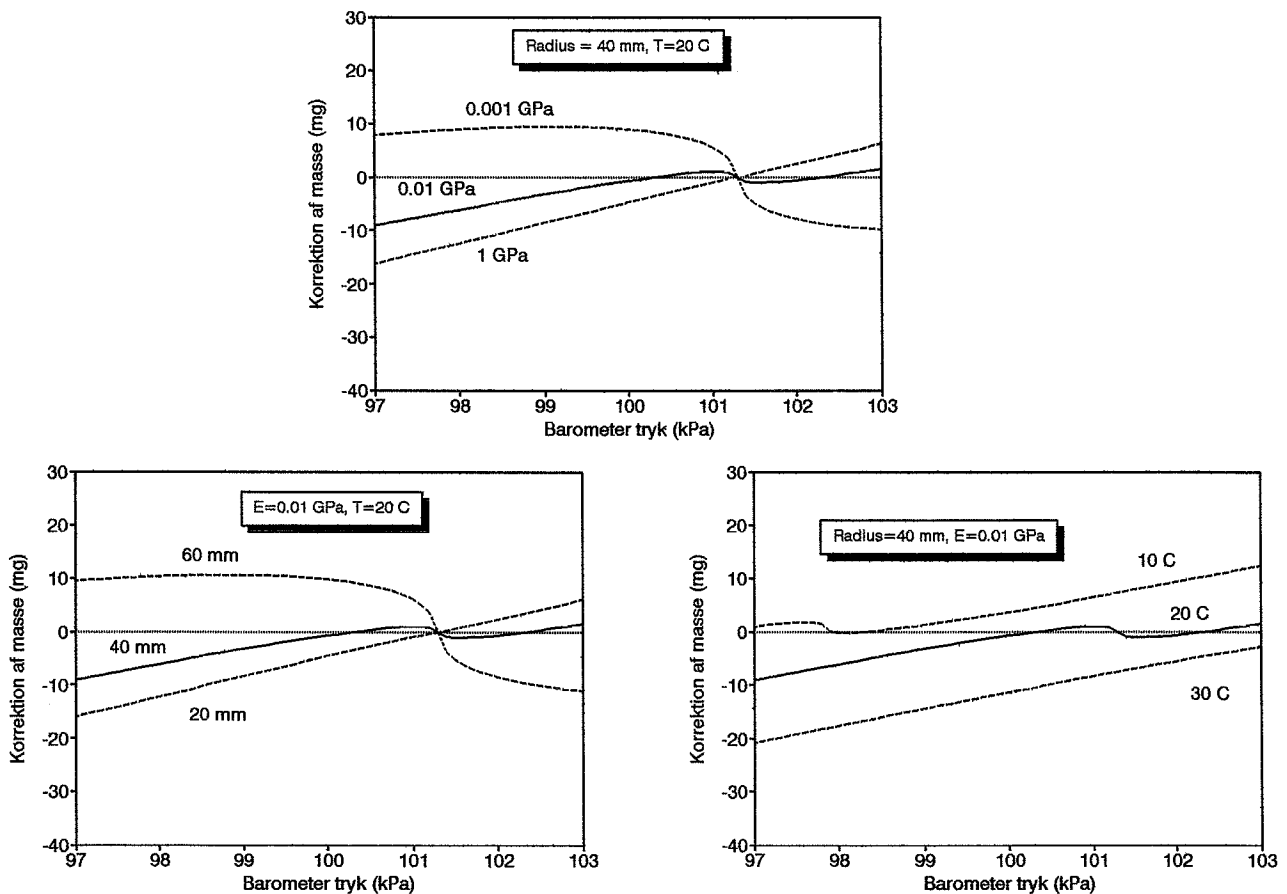 Radius = 40 mm, T=20 C
0.001 GPa
0.01 GPa
1 GPa
Korrektion af masse (mg)
30
20
10
0
-10
-20
-30
-40
97 98 99 100 101 102 103
Barometer tryk (kPa)
E=0.01 GPa, T=20 C
60 mm
40 mm
20 mm
Korrektion af masse (mg)
30
20
10
0
-10
-20
-30
-40
97 98 99 100 101 102 103
Barometer tryk (kPa)
Radius=40 mm, E=0.01 GPa
10 C
20 C
30 C
Korrektion af masse (mg)
30
20
10
0
-10
-20
-30
-40
97 98 99 100 101 102 103
Barometer tryk (kPa)